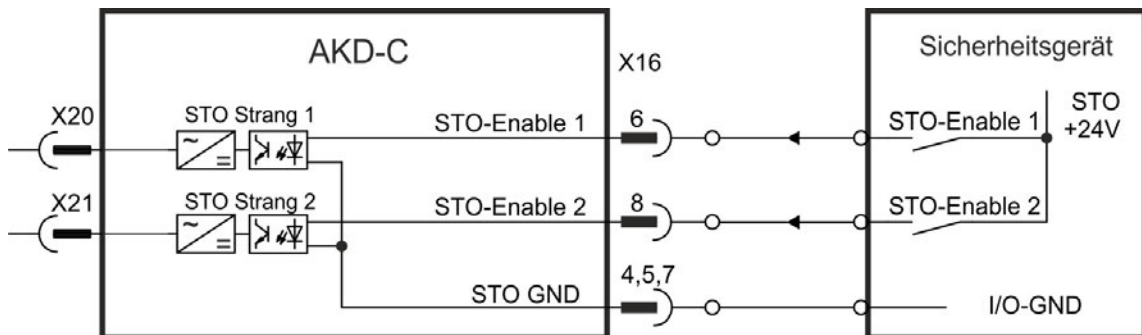 AKD-C
Sicherheitsgerät
X16
X20
STO Strang 1
STO-Enable 1
6
STO-Enable 1
STO
+24V
X21
STO Strang 2
STO-Enable 2
8
STO-Enable 2
STO GND
4,5,7
I/O-GND